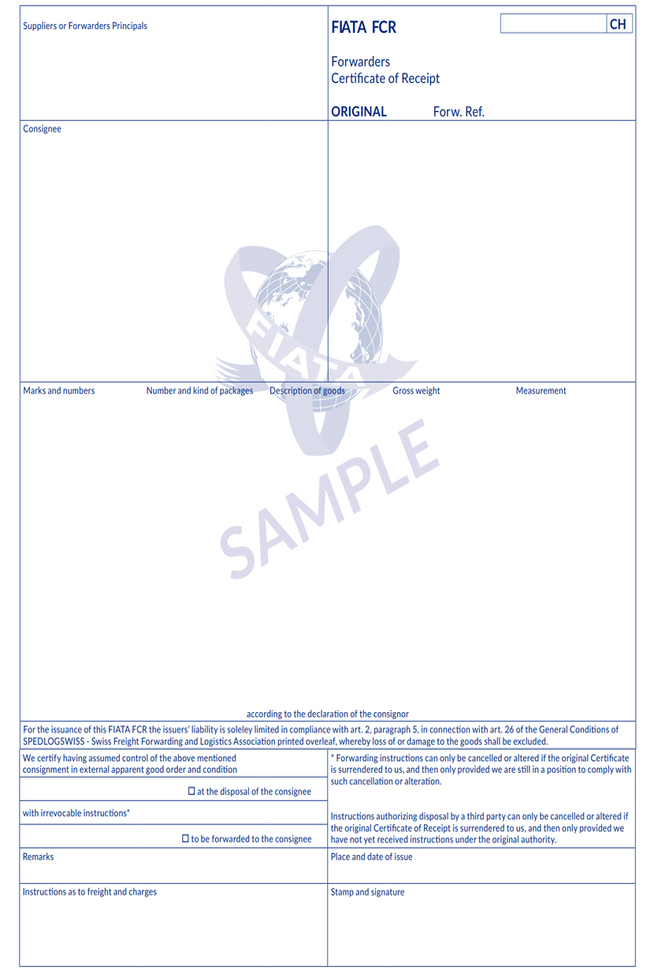 Suppliers or Forwarders Principals
FIATA FCR
CH
Forwarders
Certificate of Receipt
ORIGINAL Forw. Ref.
Consignee
FIATA
Marks and numbers Number and kind of packages Description of goods Gross weight Measurement
SAMPLE
according to the declaration of the consignor
For the issuance of this FIATA FCR the issuers' liability is soleley limited in compliance with art. 2, paragraph 5, in connection with art. 26 of the General Conditions of
SPEDLOGSWISS - Swiss Freight Forwarding and Logistics Association printed overleaf, whereby loss of or damage to the goods shall be excluded.
We certify having assumed control of the above mentioned
consignment in external apparent good order and condition
at the disposal of the consignee
with irrevocable instructions*
to be forwarded to the consignee
* Forwarding instructions can only be cancelled or altered if the original Certificate
is surrendered to us, and then only provided we are still in a position to comply with
such cancellation or alteration.
Instructions authorizing disposal by a third party can only be cancelled or altered if
the original Certificate of Receipt is surrendered to us, and then only provided we
have not yet received instructions under the original authority.
Remarks
Place and date of issue
Instructions as to freight and charges
Stamp and signature